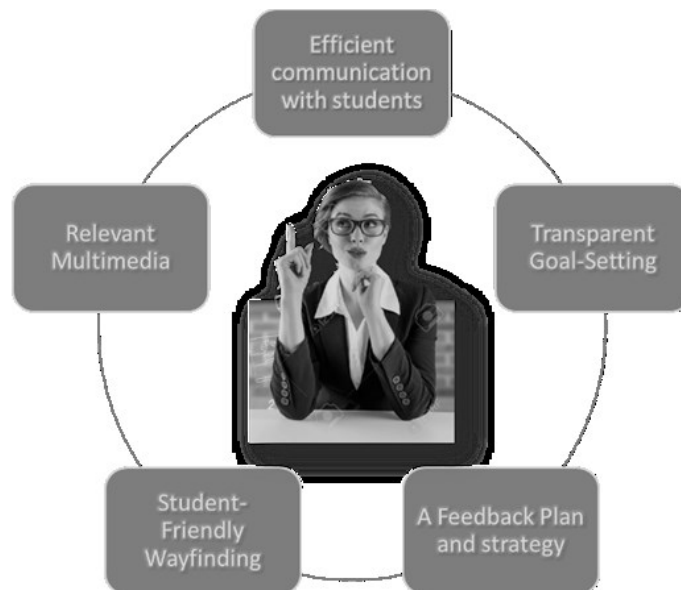 Efficient
communication
with students
Relevant
Multimedia
Transparent
Goal-Setting
Student-
Friendly
Wayfinding
A Feedback Plan
and strategy